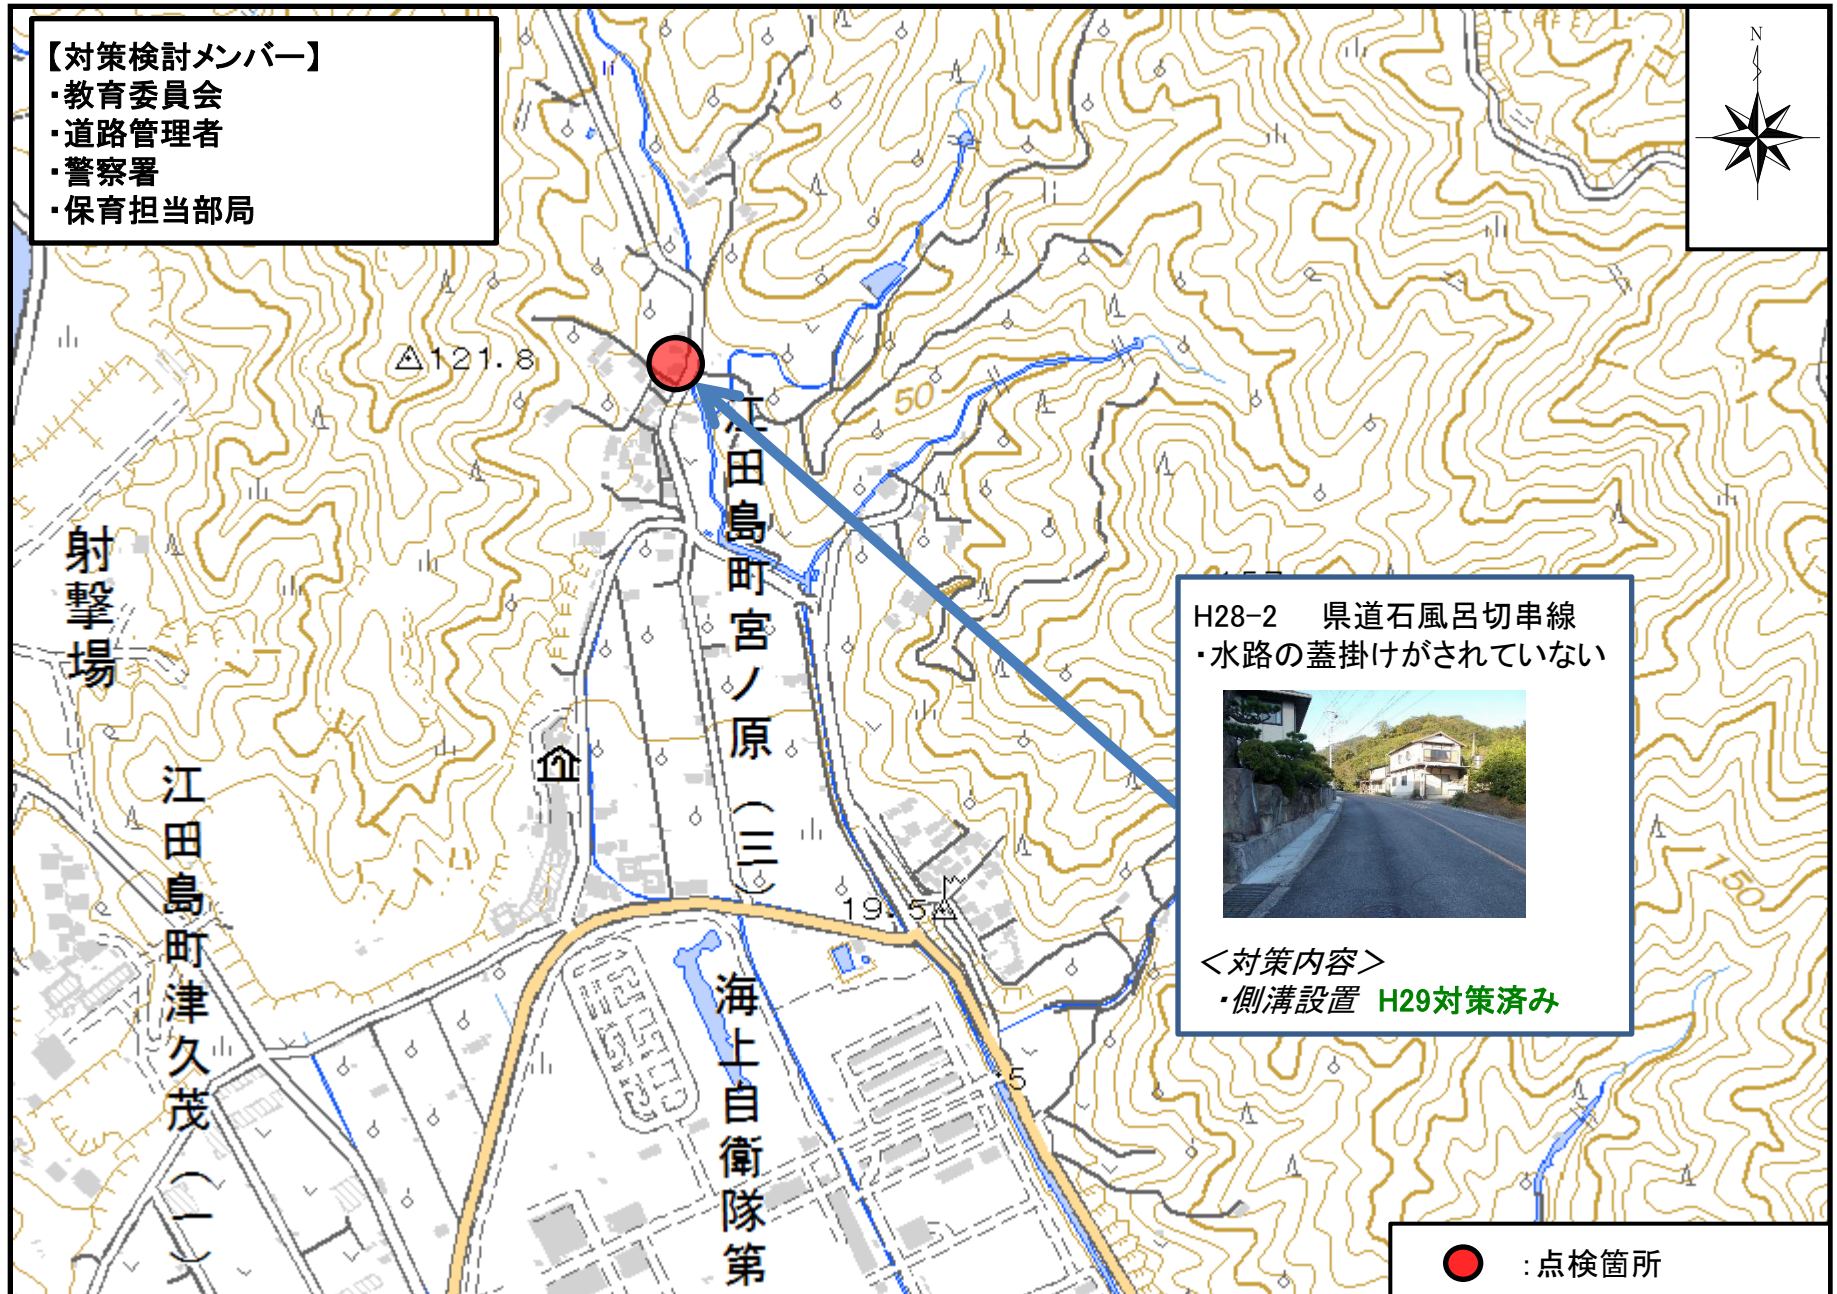 【対策検討メンバー】
・教育委員会
・道路管理者
・警察署
・保育担当部局
N
121.8
50
射撃場
江田島町宮ノ原（三）
H28-2　県道石風呂切串線
・水路の蓋掛けがされていない
＜対策内容＞
・側溝設置 H29対策済み
江田島町津久茂（一）
150
19.5
海上自衛隊第
5
：点検箇所